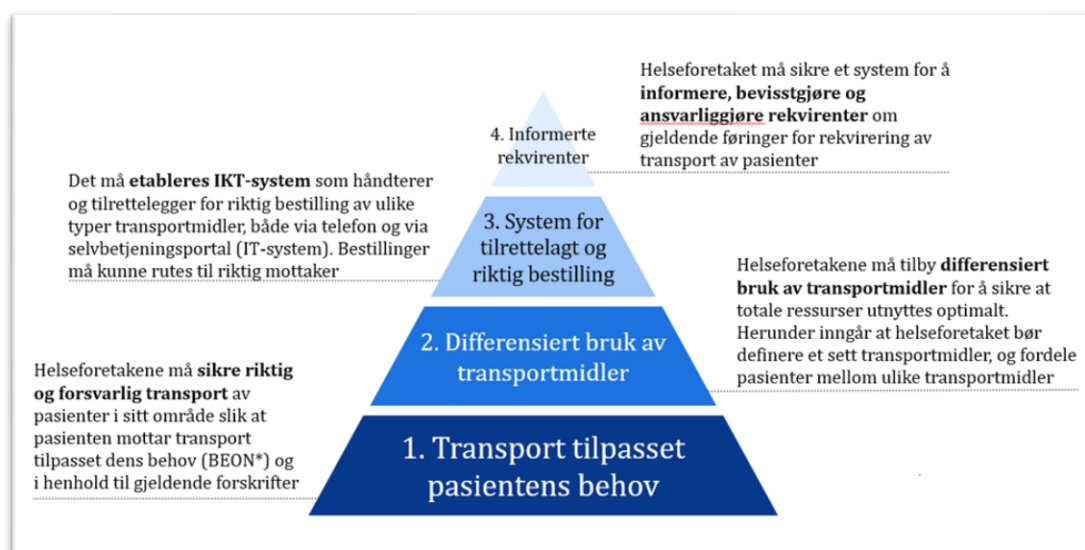 Helseforetaket må sikre et system for å
informere, bevisstgjøre og
ansvarliggjøre rekvirenter om
gjeldende føringer for rekvirering av
transport av pasienter
4. Informerte
rekvirenter
Det må etableres IKT-system som håndterer
og tilrettelegger for riktig bestilling av ulike
typer transportmidler, både via telefon og via
selvbetjeningsportal (IT-system). Bestillinger
må kunne rutes til riktig mottaker
3. System for
tilrettelagt og
riktig bestilling
Helseforetakene må tilby differensiert
bruk av transportmidler for å sikre at
totale ressurser utnyttes optimalt.
Herunder inngår at helseforetaket bør
definere et sett transportmidler, og fordele
pasienter mellom ulike transportmidler
2. Differensiert bruk av
transportmidler
Helseforetakene må sikre riktig
og forsvarlig transport av
pasienter i sitt område slik at
pasienten mottar transport
tilpasset dens behov (BEON*) og
i henhold til gjeldende forskrifter
1. Transport tilpasset
pasientens behov